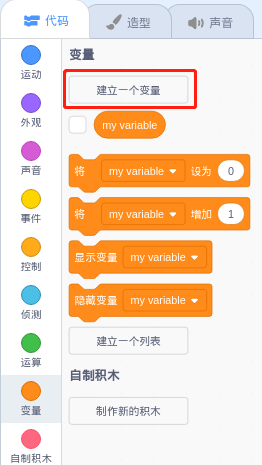 代码 造型 声音
运动
外观
声音
事件
控制
侦测
运算
变量
自制积木
变量
建立一个变量
my variable
将 my variable 设为 0
将 my variable 增加 1
显示变量 my variable
隐藏变量 my variable
建立一个列表
自制积木
制作新的积木